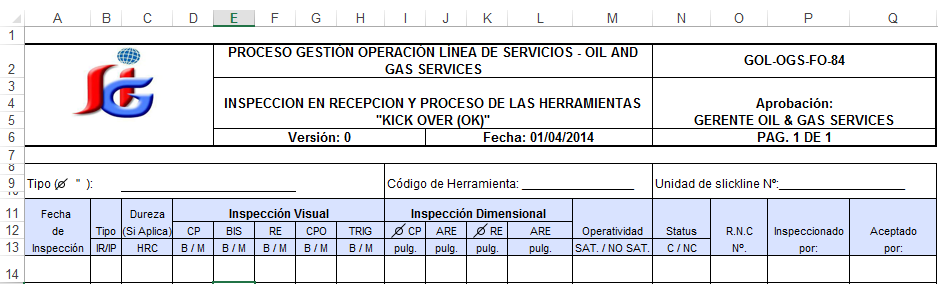 A B C D E F G H I J K L M N O P Q
1
2
3
4
5
6
7
8
9
10
11
12
13
14
PROCESO GESTIÓN OPERACIÓN LÍNEA DE SERVICIOS - OIL AND
GAS SERVICES
GOL-OGS-FO-84
INSPECCION EN RECEPCION Y PROCESO DE LAS HERRAMIENTAS
"KICK OVER (OK)"
Aprobación:
GERENTE OIL & GAS SERVICES
Versión: 0 Fecha: 01/04/2014 PAG. 1 DE 1
Tipo (Ø " ): Código de Herramienta: Unidad de slickline Nº:
Fecha Dureza Inspección Visual Inspección Dimensional
de Tipo (Si Aplica) CP BIS RE CPO TRIG Ø CP ARE Ø RE ARE Operatividad Status R.N.C Inspeccionado Aceptado
Inspección IR/IP HRC B / M B / M B / M B / M B / M pulg. pulg. pulg. pulg. SAT. / NO SAT. C / NC Nº. por: por: